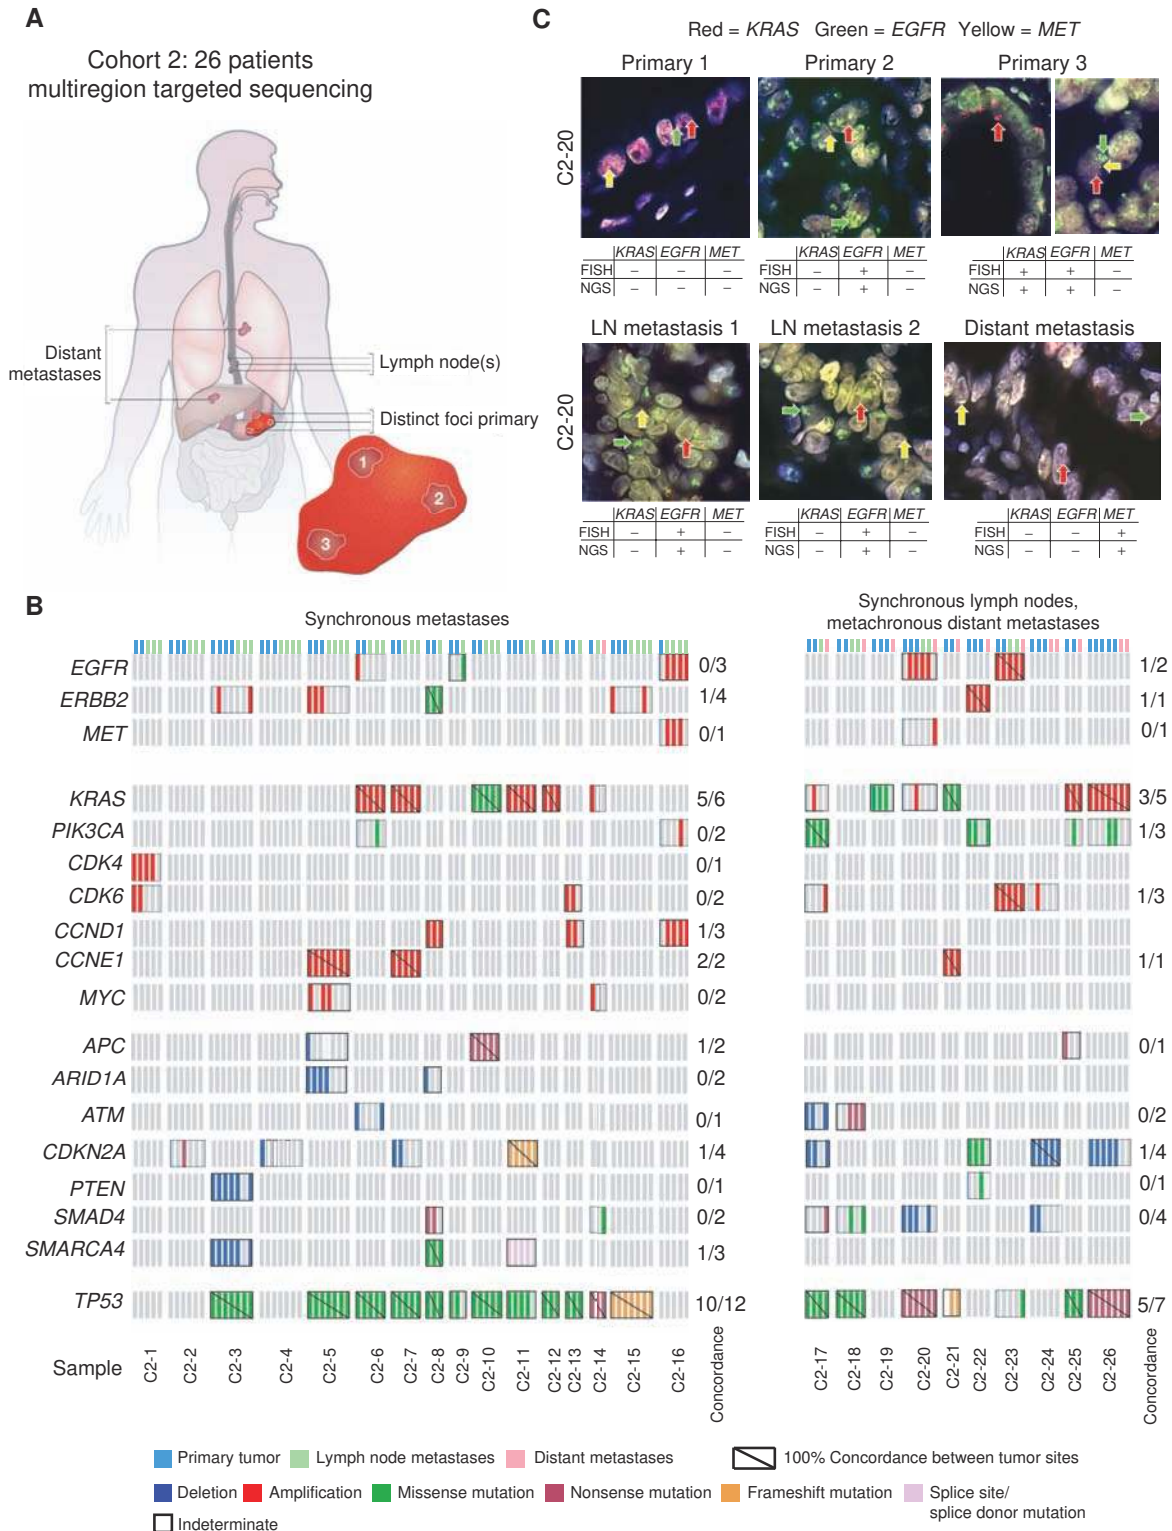 A
Cohort 2: 26 patients
multiregion targeted sequencing
Distant
metastases
Lymph node(s)
Distinct foci primary
1
2
3
C
Red = KRAS Green = EGFR Yellow = MET
Primary 1
Primary 2
Primary 3
C2-20
KRAS EGFR MET
FISH – – –
NGS – – –
KRAS EGFR MET
FISH – + –
NGS – + –
KRAS EGFR MET
FISH + + –
NGS + + –
LN metastasis 1
LN metastasis 2
Distant metastasis
C2-20
KRAS EGFR MET
FISH – + –
NGS – + –
KRAS EGFR MET
FISH – + –
NGS – + –
KRAS EGFR MET
FISH – – +
NGS – – +
B
Synchronous metastases
Synchronous lymph nodes,
metachronous distant metastases
EGFR 0/3 1/2
ERBB2 1/4 1/1
MET 0/1 0/1
KRAS 5/6 3/5
PIK3CA 0/2 1/3
CDK4 0/1
CDK6 0/2 1/3
CCND1 1/3
CCNE1 2/2 1/1
MYC 0/2
APC 1/2 0/1
ARID1A 0/2
ATM 0/1 0/2
CDKN2A 1/4 1/4
PTEN 0/1 0/1
SMAD4 0/2 0/4
SMARCA4 1/3
TP53 10/12 5/7
Sample C2-1 C2-2 C2-3 C2-4 C2-5 C2-6 C2-7 C2-8 C2-9 C2-10 C2-11 C2-12 C2-13 C2-14 C2-15 C2-16 Concordance C2-17 C2-18 C2-19 C2-20 C2-21 C2-22 C2-23 C2-24 C2-25 C2-26 Concordance
Primary tumor Lymph node metastases Distant metastases 100% Concordance between tumor sites
Deletion Amplification Missense mutation Nonsense mutation Frameshift mutation Splice site/
splice donor mutation
Indeterminate